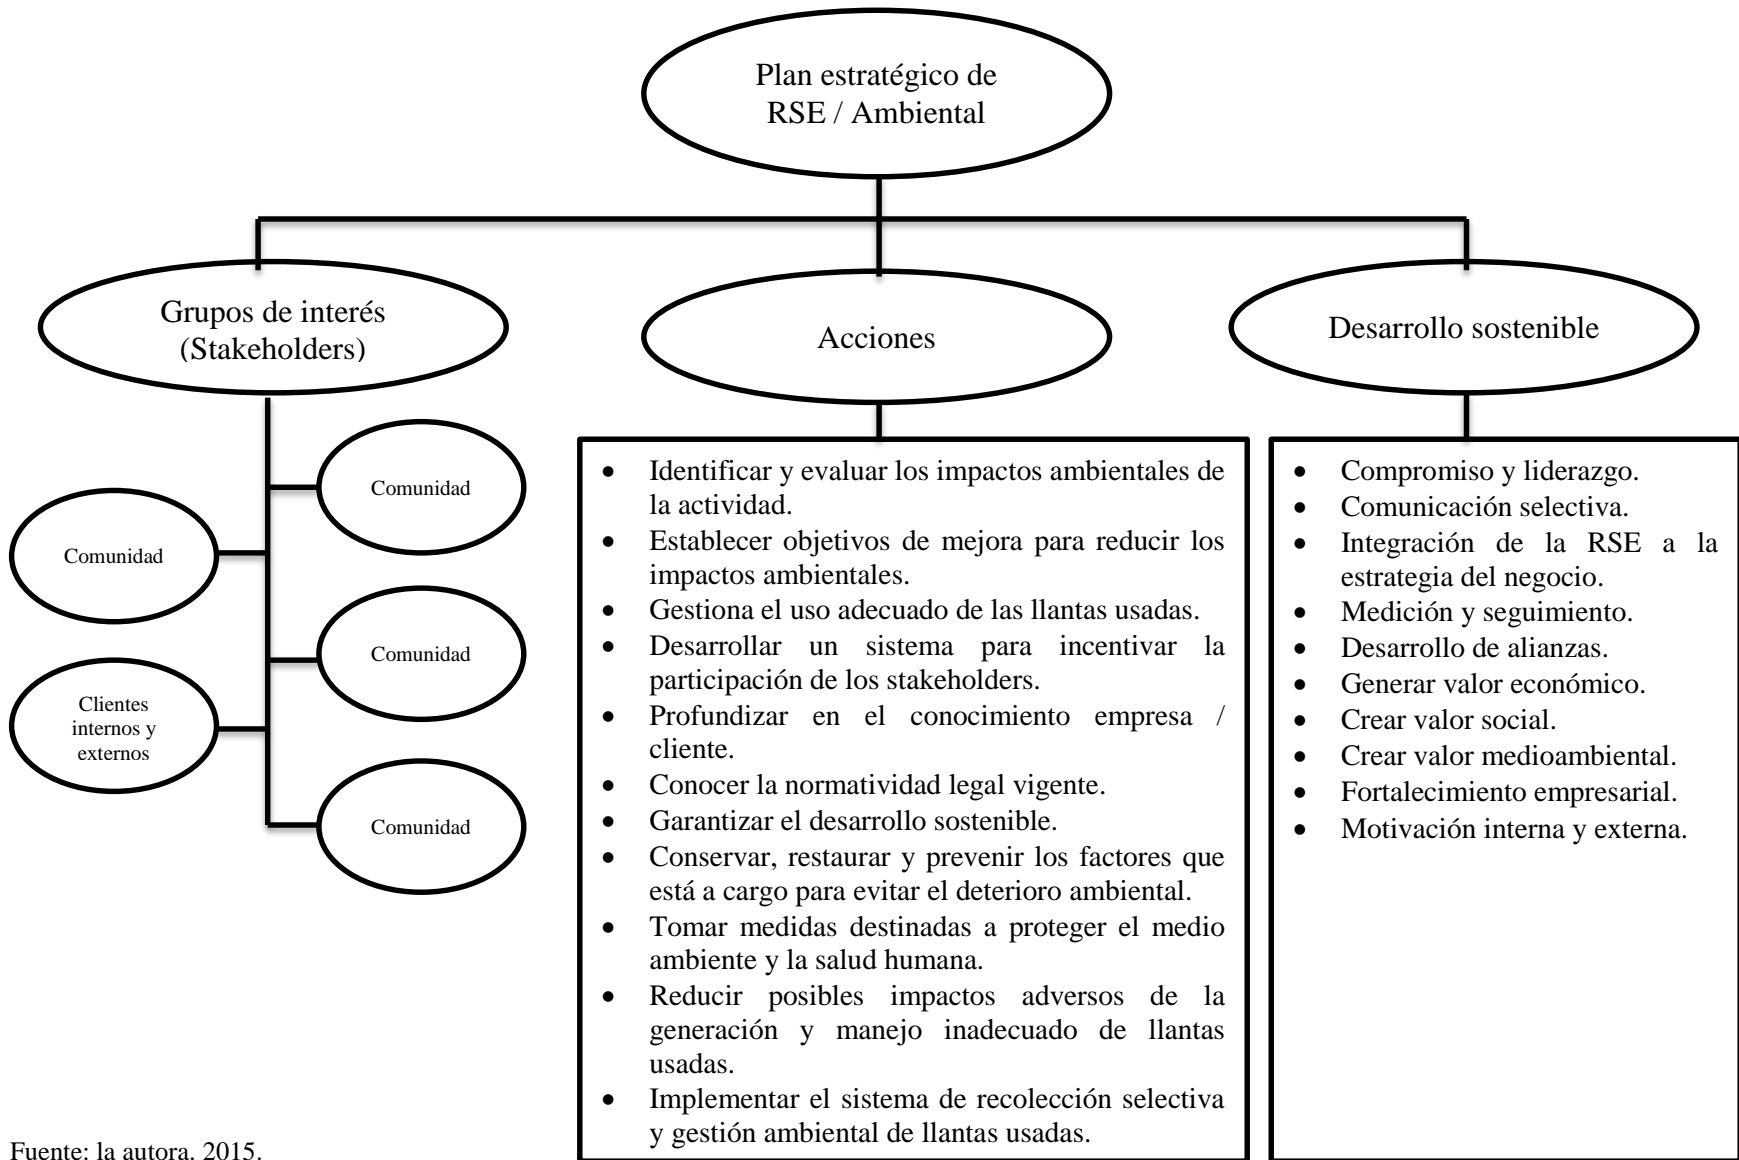 Plan estratégico de
RSE / Ambiental
Grupos de interés
(Stakeholders)
Acciones
Desarrollo sostenible
Comunidad
Comunidad
Comunidad
Clientes
internos y
externos
Comunidad
• Identificar y evaluar los impactos ambientales de
la actividad.
• Establecer objetivos de mejora para reducir los
impactos ambientales.
• Gestiona el uso adecuado de las llantas usadas.
• Desarrollar un sistema para incentivar la
participación de los stakeholders.
• Profundizar en el conocimiento empresa /
cliente.
• Conocer la normatividad legal vigente.
• Garantizar el desarrollo sostenible.
• Conservar, restaurar y prevenir los factores que
está a cargo para evitar el deterioro ambiental.
• Tomar medidas destinadas a proteger el medio
ambiente y la salud humana.
• Reducir posibles impactos adversos de la
generación y manejo inadecuado de llantas
usadas.
• Implementar el sistema de recolección selectiva
y gestión ambiental de llantas usadas.
• Compromiso y liderazgo.
• Comunicación selectiva.
• Integración de la RSE a la
estrategia del negocio.
• Medición y seguimiento.
• Desarrollo de alianzas.
• Generar valor económico.
• Crear valor social.
• Crear valor medioambiental.
• Fortalecimiento empresarial.
• Motivación interna y externa.
Fuente: la autora. 2015.